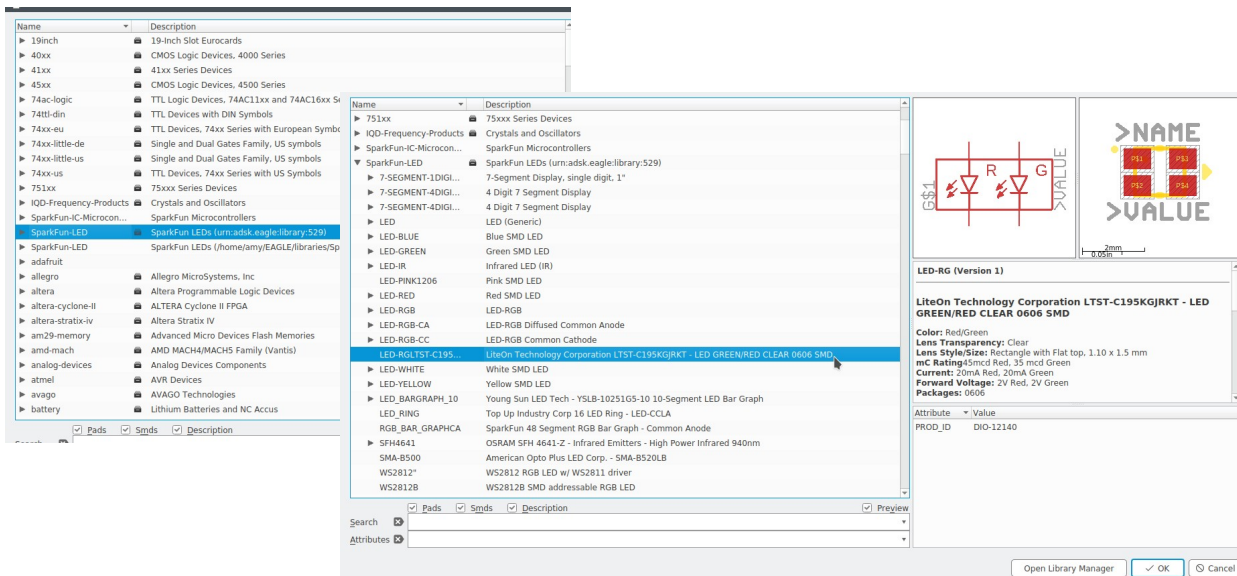 Name Description
19inch 19-Inch Slot Eurocards
40xx CMOS Logic Devices, 4000 Series
41xx 41xx Series Devices
45xx CMOS Logic Devices, 4500 Series
74ac-logic TTL Logic Devices, 74AC11xx and 74AC16xx
74ttl-din TTL Devices with DIN Symbols
74xx-eu TTL Devices, 74xx Series with European
74xx-little-de Single and Dual Gates Family, US symbols
74xx-little-us Single and Dual Gates Family, US symbols
74xx-us TTL Devices, 74xx Series with US Symbols
751xx 75xxx Series Devices
IQD-Frequency-Products Crystals and Oscillators
SparkFun-IC-Microcon... SparkFun Microcontrollers
SparkFun-LED SparkFun LEDs (urn:adsk.eagle:library:529)
SparkFun-LED SparkFun LEDs (/home/amy/EAGLE/libraries/Sp
adafruit
allegro Allegro MicroSystems, Inc
altera Altera Programmable Logic Devices
altera-cyclone-II ALTERA Cyclone II FPGA
altera-stratix-iv Altera Stratix IV
am29-memory Advanced Micro Devices Flash Memories
amd-mach AMD MACH4/MACH5 Family (Vantis)
analog-devices Analog Devices Components
atmel AVR Devices
avago AVAGO Technologies
battery Lithium Batteries and NC Accus
Pads Smds Description
Name Description
751xx 75xxx Series Devices
IQD-Frequency-Products Crystals and Oscillators
SparkFun-IC-Microcon... SparkFun Microcontrollers
SparkFun-LED SparkFun LEDs (urn:adsk.eagle:library:529)
7-SEGMENT-1DIGI... 7-Segment Display, single digit, 1"
7-SEGMENT-4DIGI... 4 Digit 7 Segment Display
7-SEGMENT-4DIGI... 4 Digit 7 Segment Display
LED LED (Generic)
LED-BLUE Blue SMD LED
LED-GREEN Green SMD LED
LED-IR Infrared LED (IR)
LED-PINK1206 Pink SMD LED
LED-RED Red SMD LED
LED-RGB LED-RGB
LED-RGB-CA LED-RGB Diffused Common Anode
LED-RGB-CC LED-RGB Common Cathode
LED-RGLTST-C195... LiteOn Technology Corporation LTST-C195KGJRKT - LED GREEN/RED CLEAR 0606 SMD
LED-WHITE White SMD LED
LED-YELLOW Yellow SMD LED
LED_BARGRAPH_10 Young Sun LED Tech - YSLB-10251G5-10 10-Segment LED Bar Graph
LED_RING Top Up Industry Corp 16 LED Ring - LED-CCLA
RGB_BAR_GRAPHCA SparkFun 48 Segment RGB Bar Graph - Common Anode
SFH4641 OSRAM SFH 4641-Z - Infrared Emitters - High Power Infrared 940nm
SMA-B500 American Opto Plus LED Corp. - SMA-B520LB
WS2812" WS2812 RGB LED w/ WS2811 driver
WS2812B WS2812B SMD addressable RGB LED
Pads Smds Description Preview
Search
Attributes
G$1
R G
>VALUE
>NAME
P$1 P$3
P$2 P$4
>VALUE
2mm
0.05in
LED-RG (Version 1)
LiteOn Technology Corporation LTST-C195KGJRKT - LED
GREEN/RED CLEAR 0606 SMD
Color: Red/Green
Lens Transparency: Clear
Lens Style/Size: Rectangle with Flat top, 1.10 x 1.5 mm
mC Rating45mcd Red, 35 mcd Green
Current: 20mA Red, 20mA Green
Forward Voltage: 2V Red, 2V Green
Packages: 0606
Attribute Value
PROD_ID DIO-12140
Open Library Manager OK Cancel